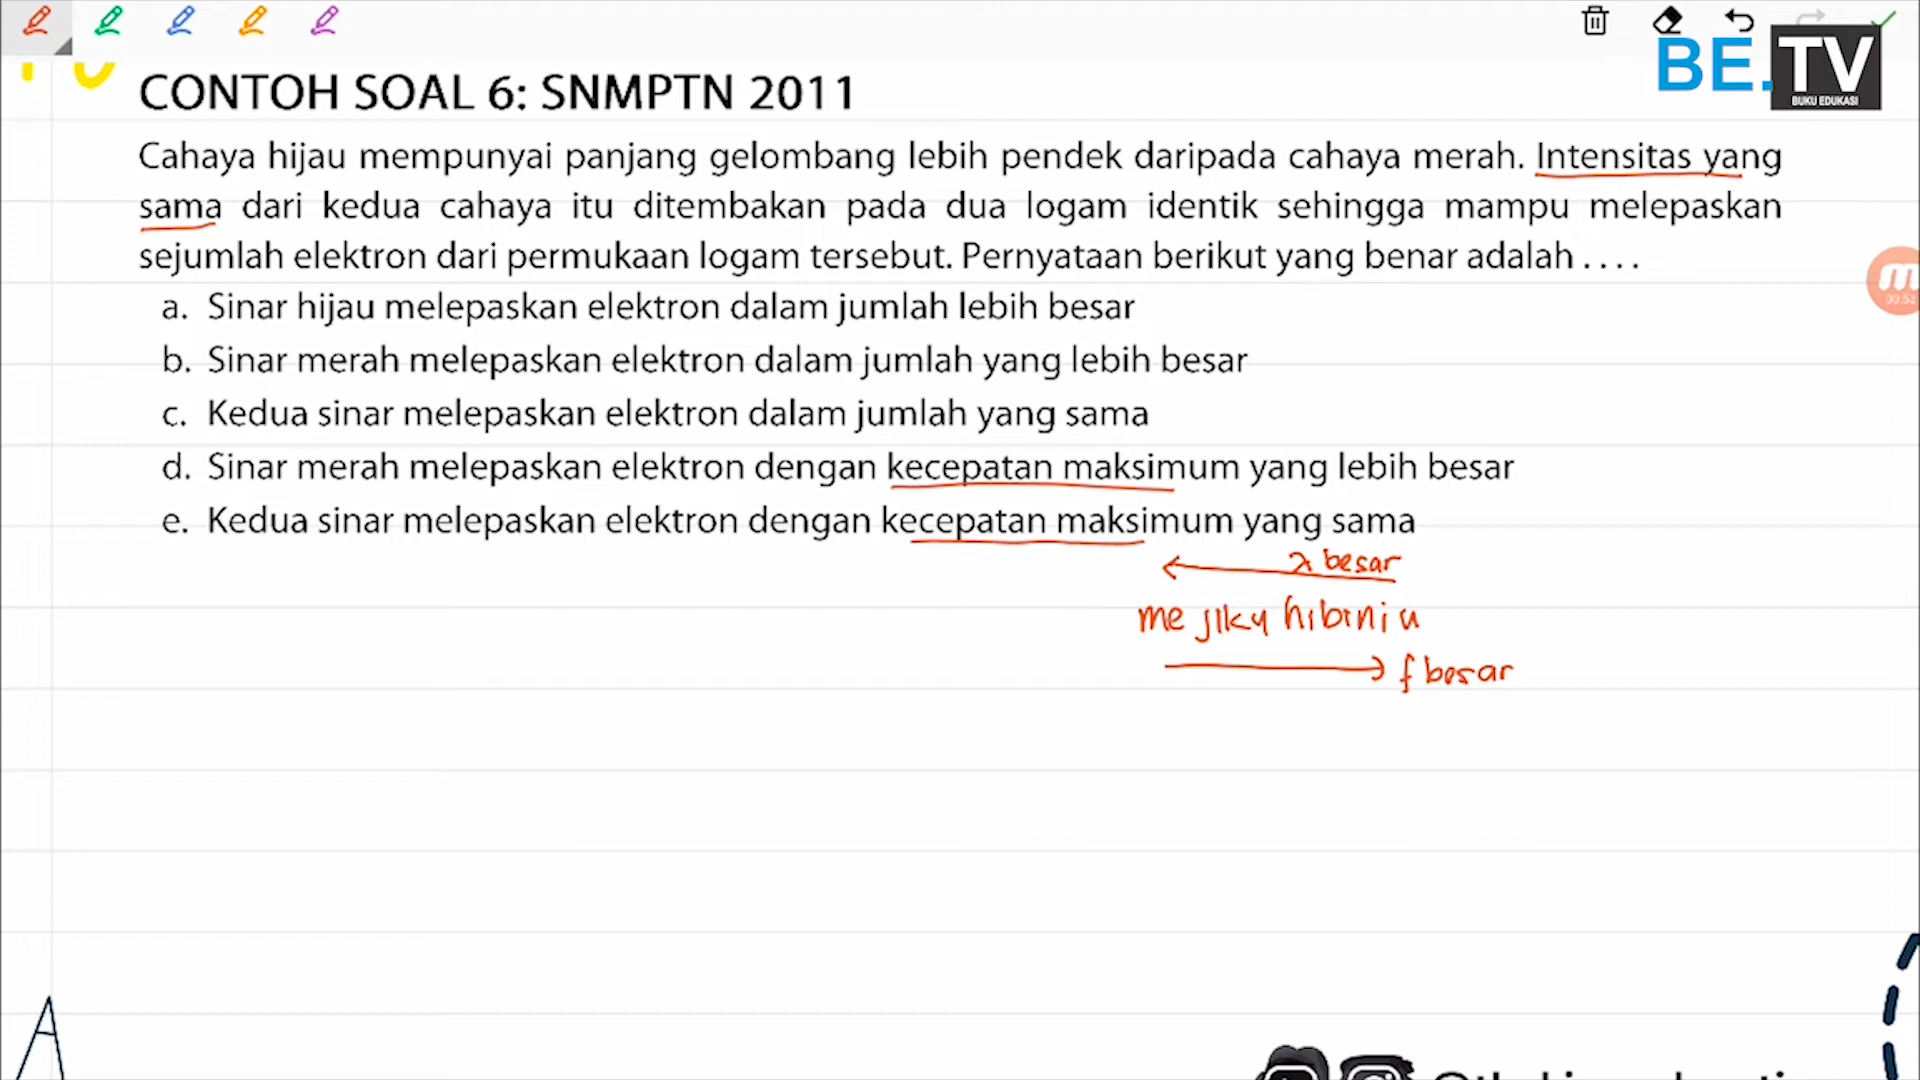 BE.TV
BUKU EDUKASI
CONTOH SOAL 6: SNMPTN 2011
Cahaya hijau mempunyai panjang gelombang lebih pendek daripada cahaya merah. Intensitas yang
sama dari kedua cahaya itu ditembakan pada dua logam identik sehingga mampu melepaskan
sejumlah elektron dari permukaan logam tersebut. Pernyataan berikut yang benar adalah . . . .
a. Sinar hijau melepaskan elektron dalam jumlah lebih besar
b. Sinar merah melepaskan elektron dalam jumlah yang lebih besar
c. Kedua sinar melepaskan elektron dalam jumlah yang sama
d. Sinar merah melepaskan elektron dengan kecepatan maksimum yang lebih besar
e. Kedua sinar melepaskan elektron dengan kecepatan maksimum yang sama
λ besar
me jiku hibiniu
f besar
00:52
A